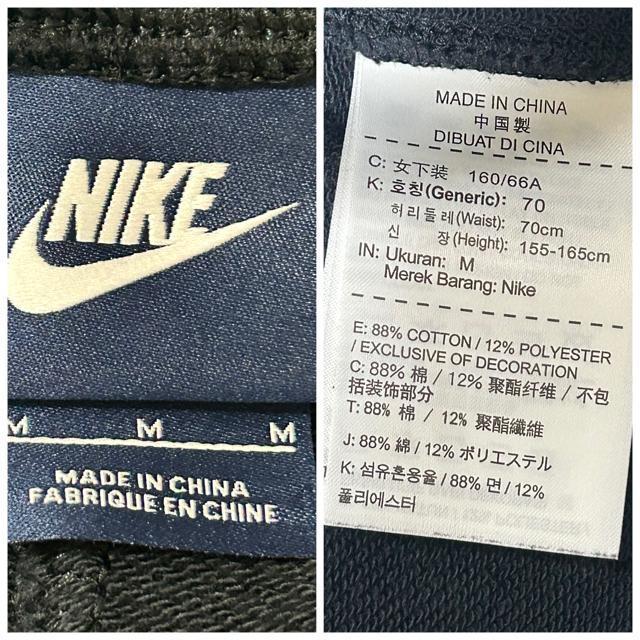 NIKE
M M M
MADE IN CHINA
FABRIQUE EN CHINE
MADE IN CHINA
中国製
DIBUAT DI CINA
C: 女下装 160/66A
K: 호칭(Generic): 70
허리둘레(Waist): 70cm
신 장(Height): 155-165cm
IN: Ukuran: M
Merek Barang: Nike
E: 88% COTTON / 12% POLYESTER
/ EXCLUSIVE OF DECORATION
C: 88% 棉 / 12% 聚酯纤维 / 不包
括装饰部分
T: 88% 棉 / 12% 聚酯纖維
J: 88% 綿 / 12% ポリエステル
K: 섬유혼용율 / 88% 면 / 12%
폴리에스터